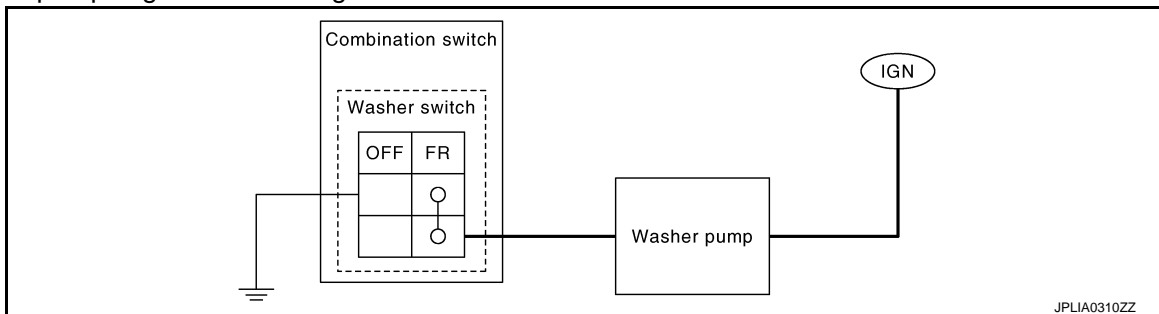 Combination switch
IGN
Washer switch
OFF FR
Washer pump
JPLIA0310ZZ